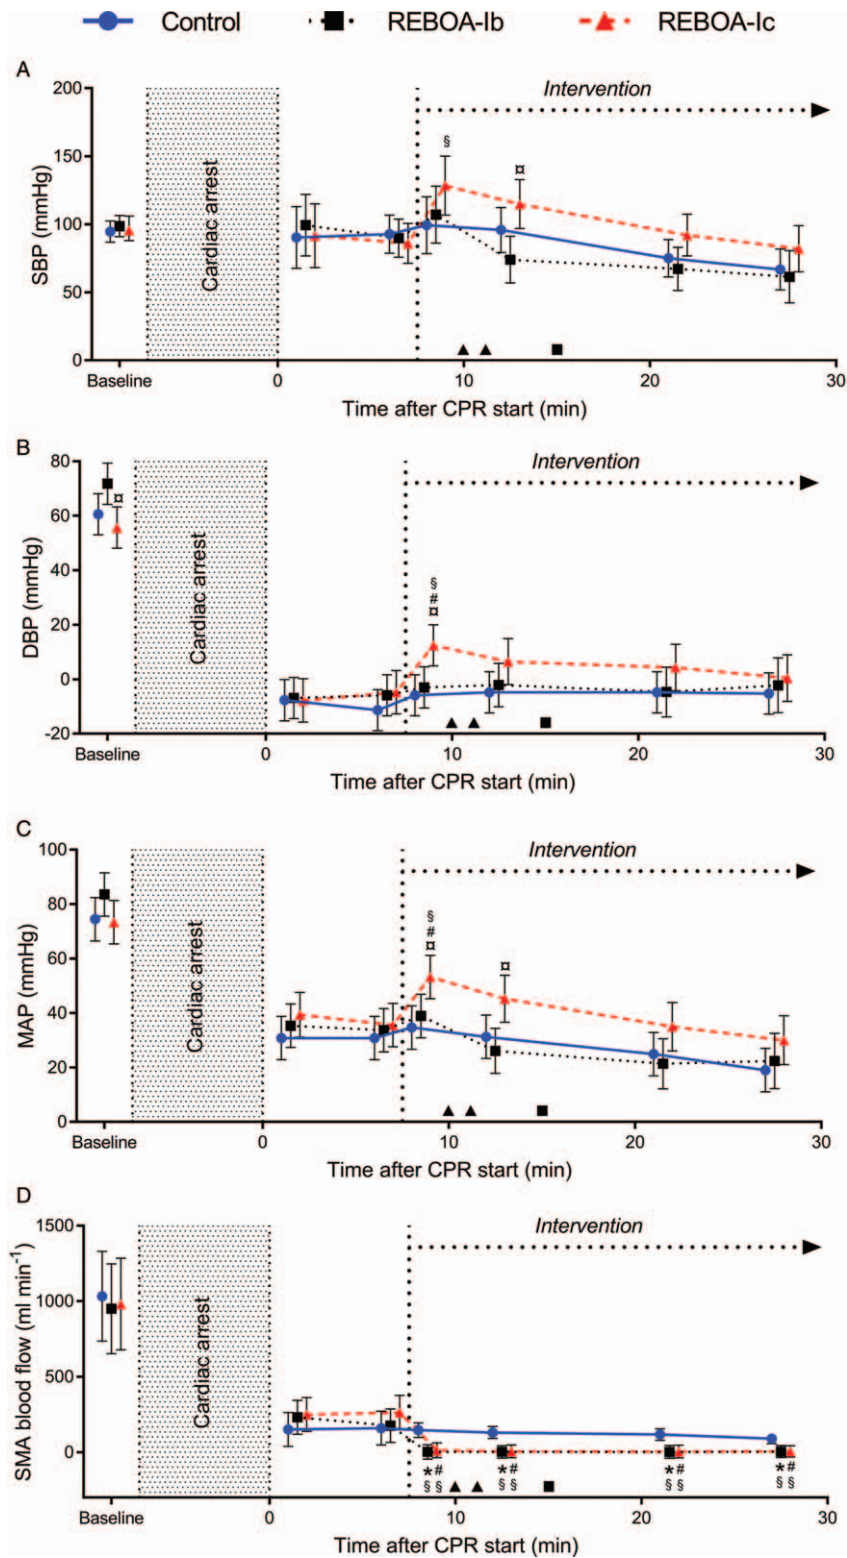 Control REBOA-Ib REBOA-Ic
A
Intervention
200
150
100
50
0
SBP (mmHg)
Cardiac arrest
§
¤
Baseline 0 10 20 30
Time after CPR start (min)
B
Intervention
80
60
40
20
0
-20
DBP (mmHg)
Cardiac arrest
¤
§
#
¤
Baseline 0 10 20 30
Time after CPR start (min)
C
Intervention
100
80
60
40
20
0
MAP (mmHg)
Cardiac arrest
§
#
¤
¤
Baseline 0 10 20 30
Time after CPR start (min)
D
Intervention
1500
1000
500
0
SMA blood flow (ml min⁻¹)
Cardiac arrest
* # * # * # * #
§§ §§ §§ §§
Baseline 0 10 20 30
Time after CPR start (min)